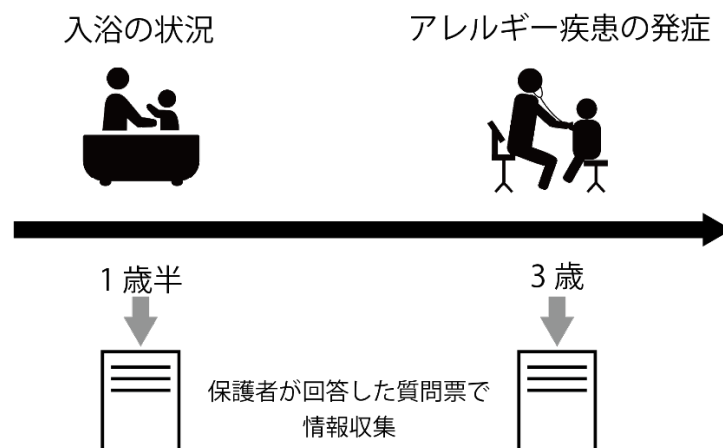 入浴の状況
アレルギー疾患の発症
1歳半
3歳
保護者が回答した質問票で
情報収集